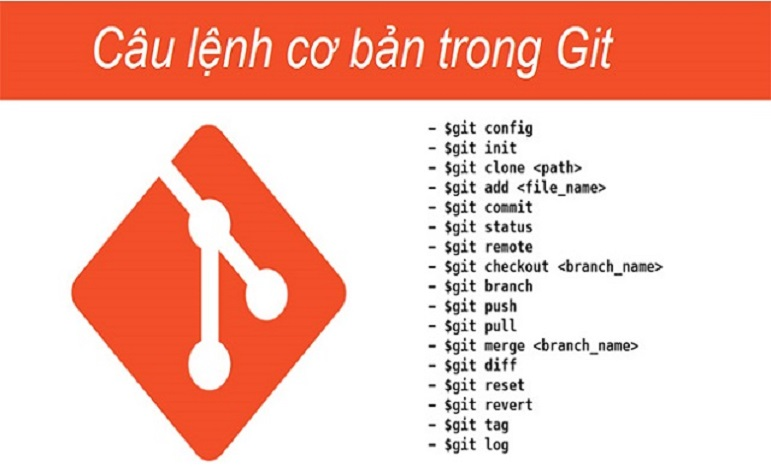 Câu lệnh cơ bản trong Git
- $git config
- $git init
- $git clone <path>
- $git add <file_name>
- $git commit
- $git status
- $git remote
- $git checkout <branch_name>
- $git branch
- $git push
- $git pull
- $git merge <branch_name>
- $git diff
- $git reset
- $git revert
- $git tag
- $git log